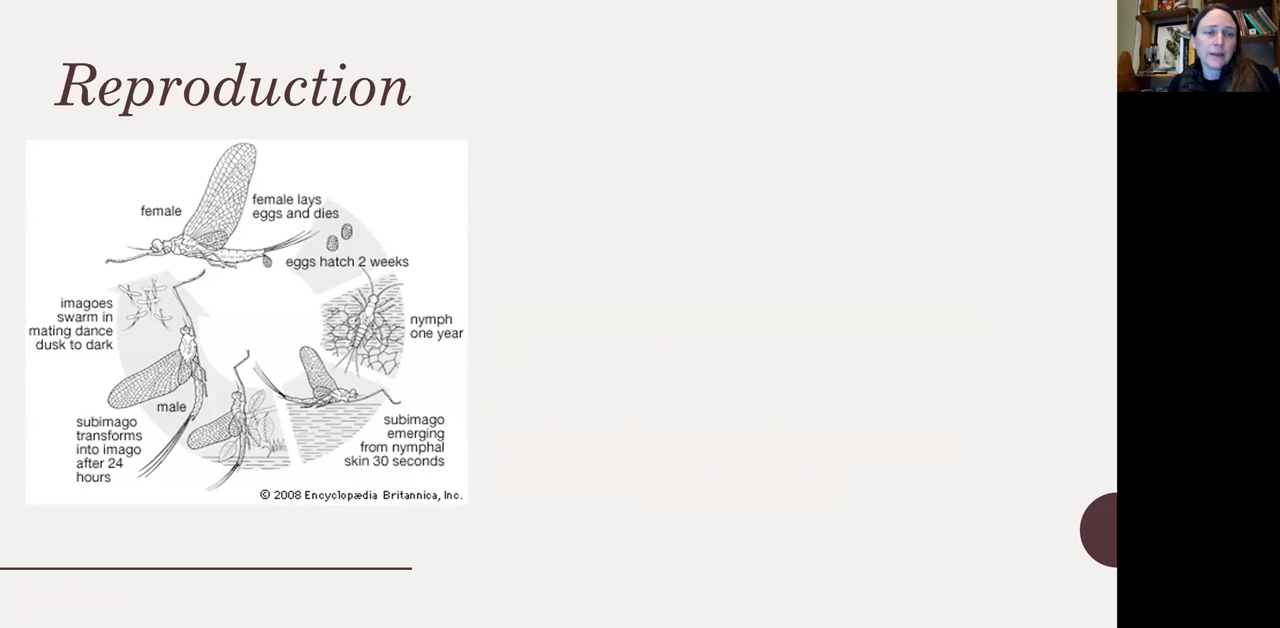 Reproduction
female
female lays
eggs and dies
eggs hatch 2 weeks
nymph
one year
subimago
emerging
from nymphal
skin 30 seconds
subimago
transforms
into imago
after 24
hours
male
imagoes
swarm in
mating dance
dusk to dark
© 2008 Encyclopædia Britannica, Inc.